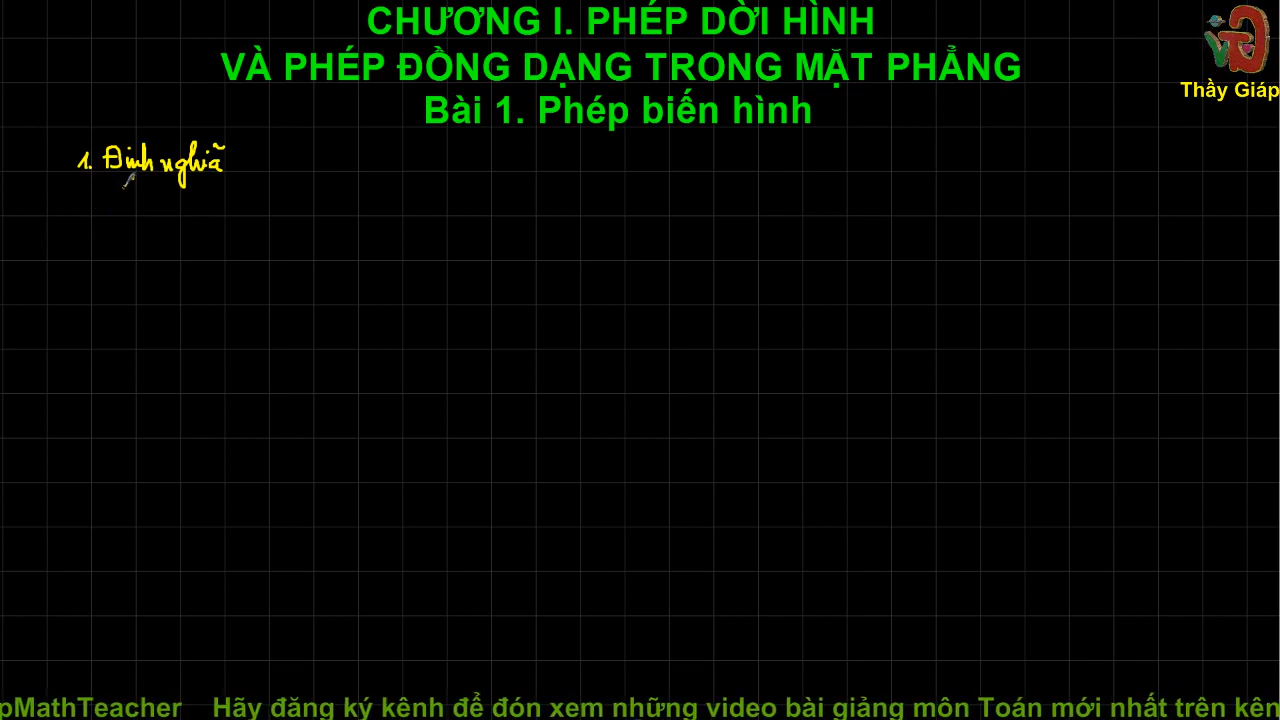 CHƯƠNG I. PHÉP DỜI HÌNH
VÀ PHÉP ĐỒNG DẠNG TRONG MẶT PHẲNG
Bài 1. Phép biến hình
Thầy Giáp
1. Định nghĩã
pMathTeacher Hãy đăng ký kênh để đón xem những video bài giảng môn Toán mới nhất trên kên